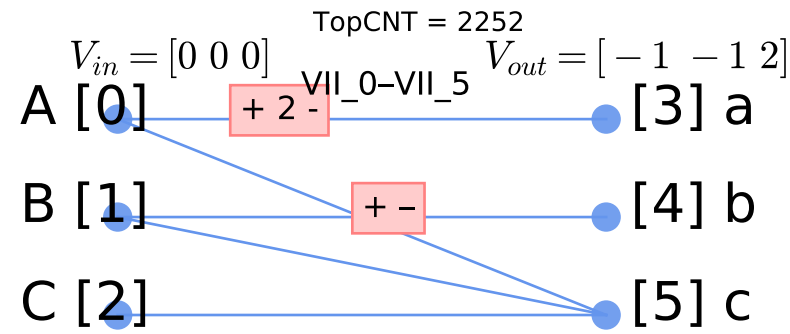 TopCNT = 2252
V_in = [0 0 0]
V_out = [ − 1 − 1 2]
VII_0–VII_5
A [0]
+ 2 -
[3] a
B [1]
+ −
[4] b
C [2]
[5] c